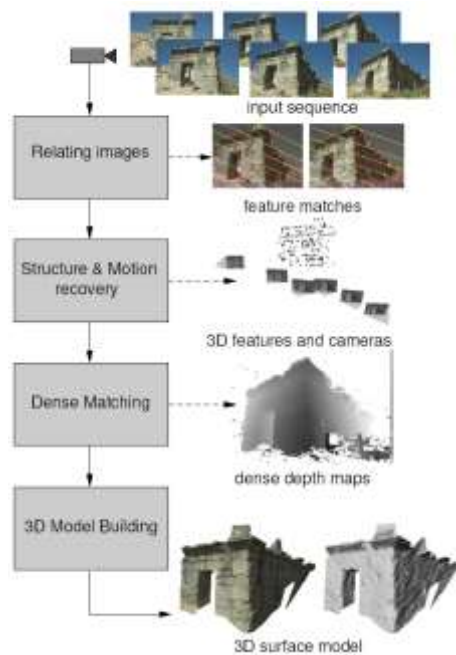 input sequence
Relating images
feature matches
Structure & Motion
recovery
3D features and cameras
Dense Matching
dense depth maps
3D Model Building
3D surface model